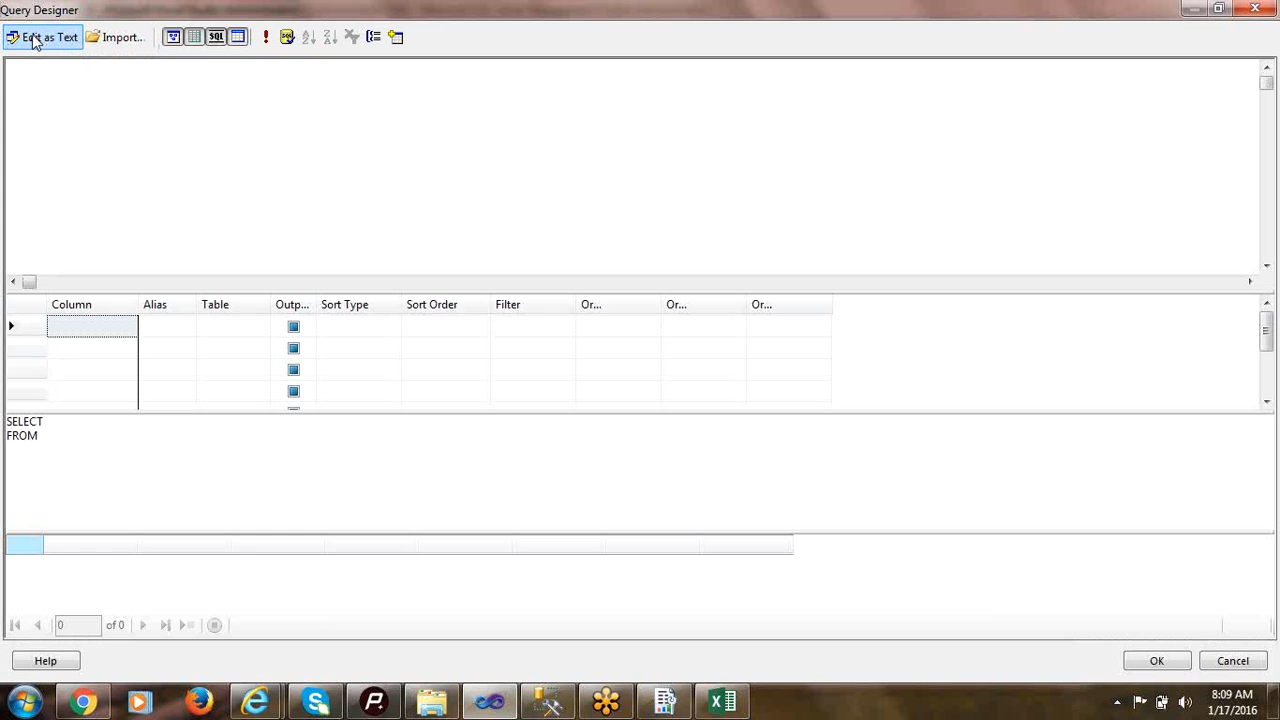 Query Designer
Edit as Text Import... SQL
Column Alias Table Outp... Sort Type Sort Order Filter Or... Or... Or...
SELECT
FROM
0 of 0
Help OK Cancel
8:09 AM
1/17/2016